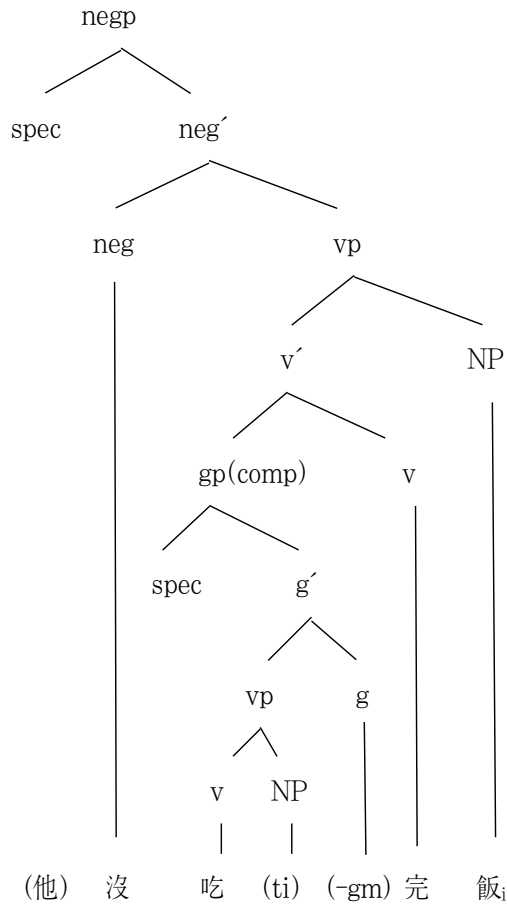 negp
spec neg´
neg vp
v´ NP
gp(comp) v
spec g´
vp g
v NP
(他) 沒 吃 (ti) (-gm) 完 飯i